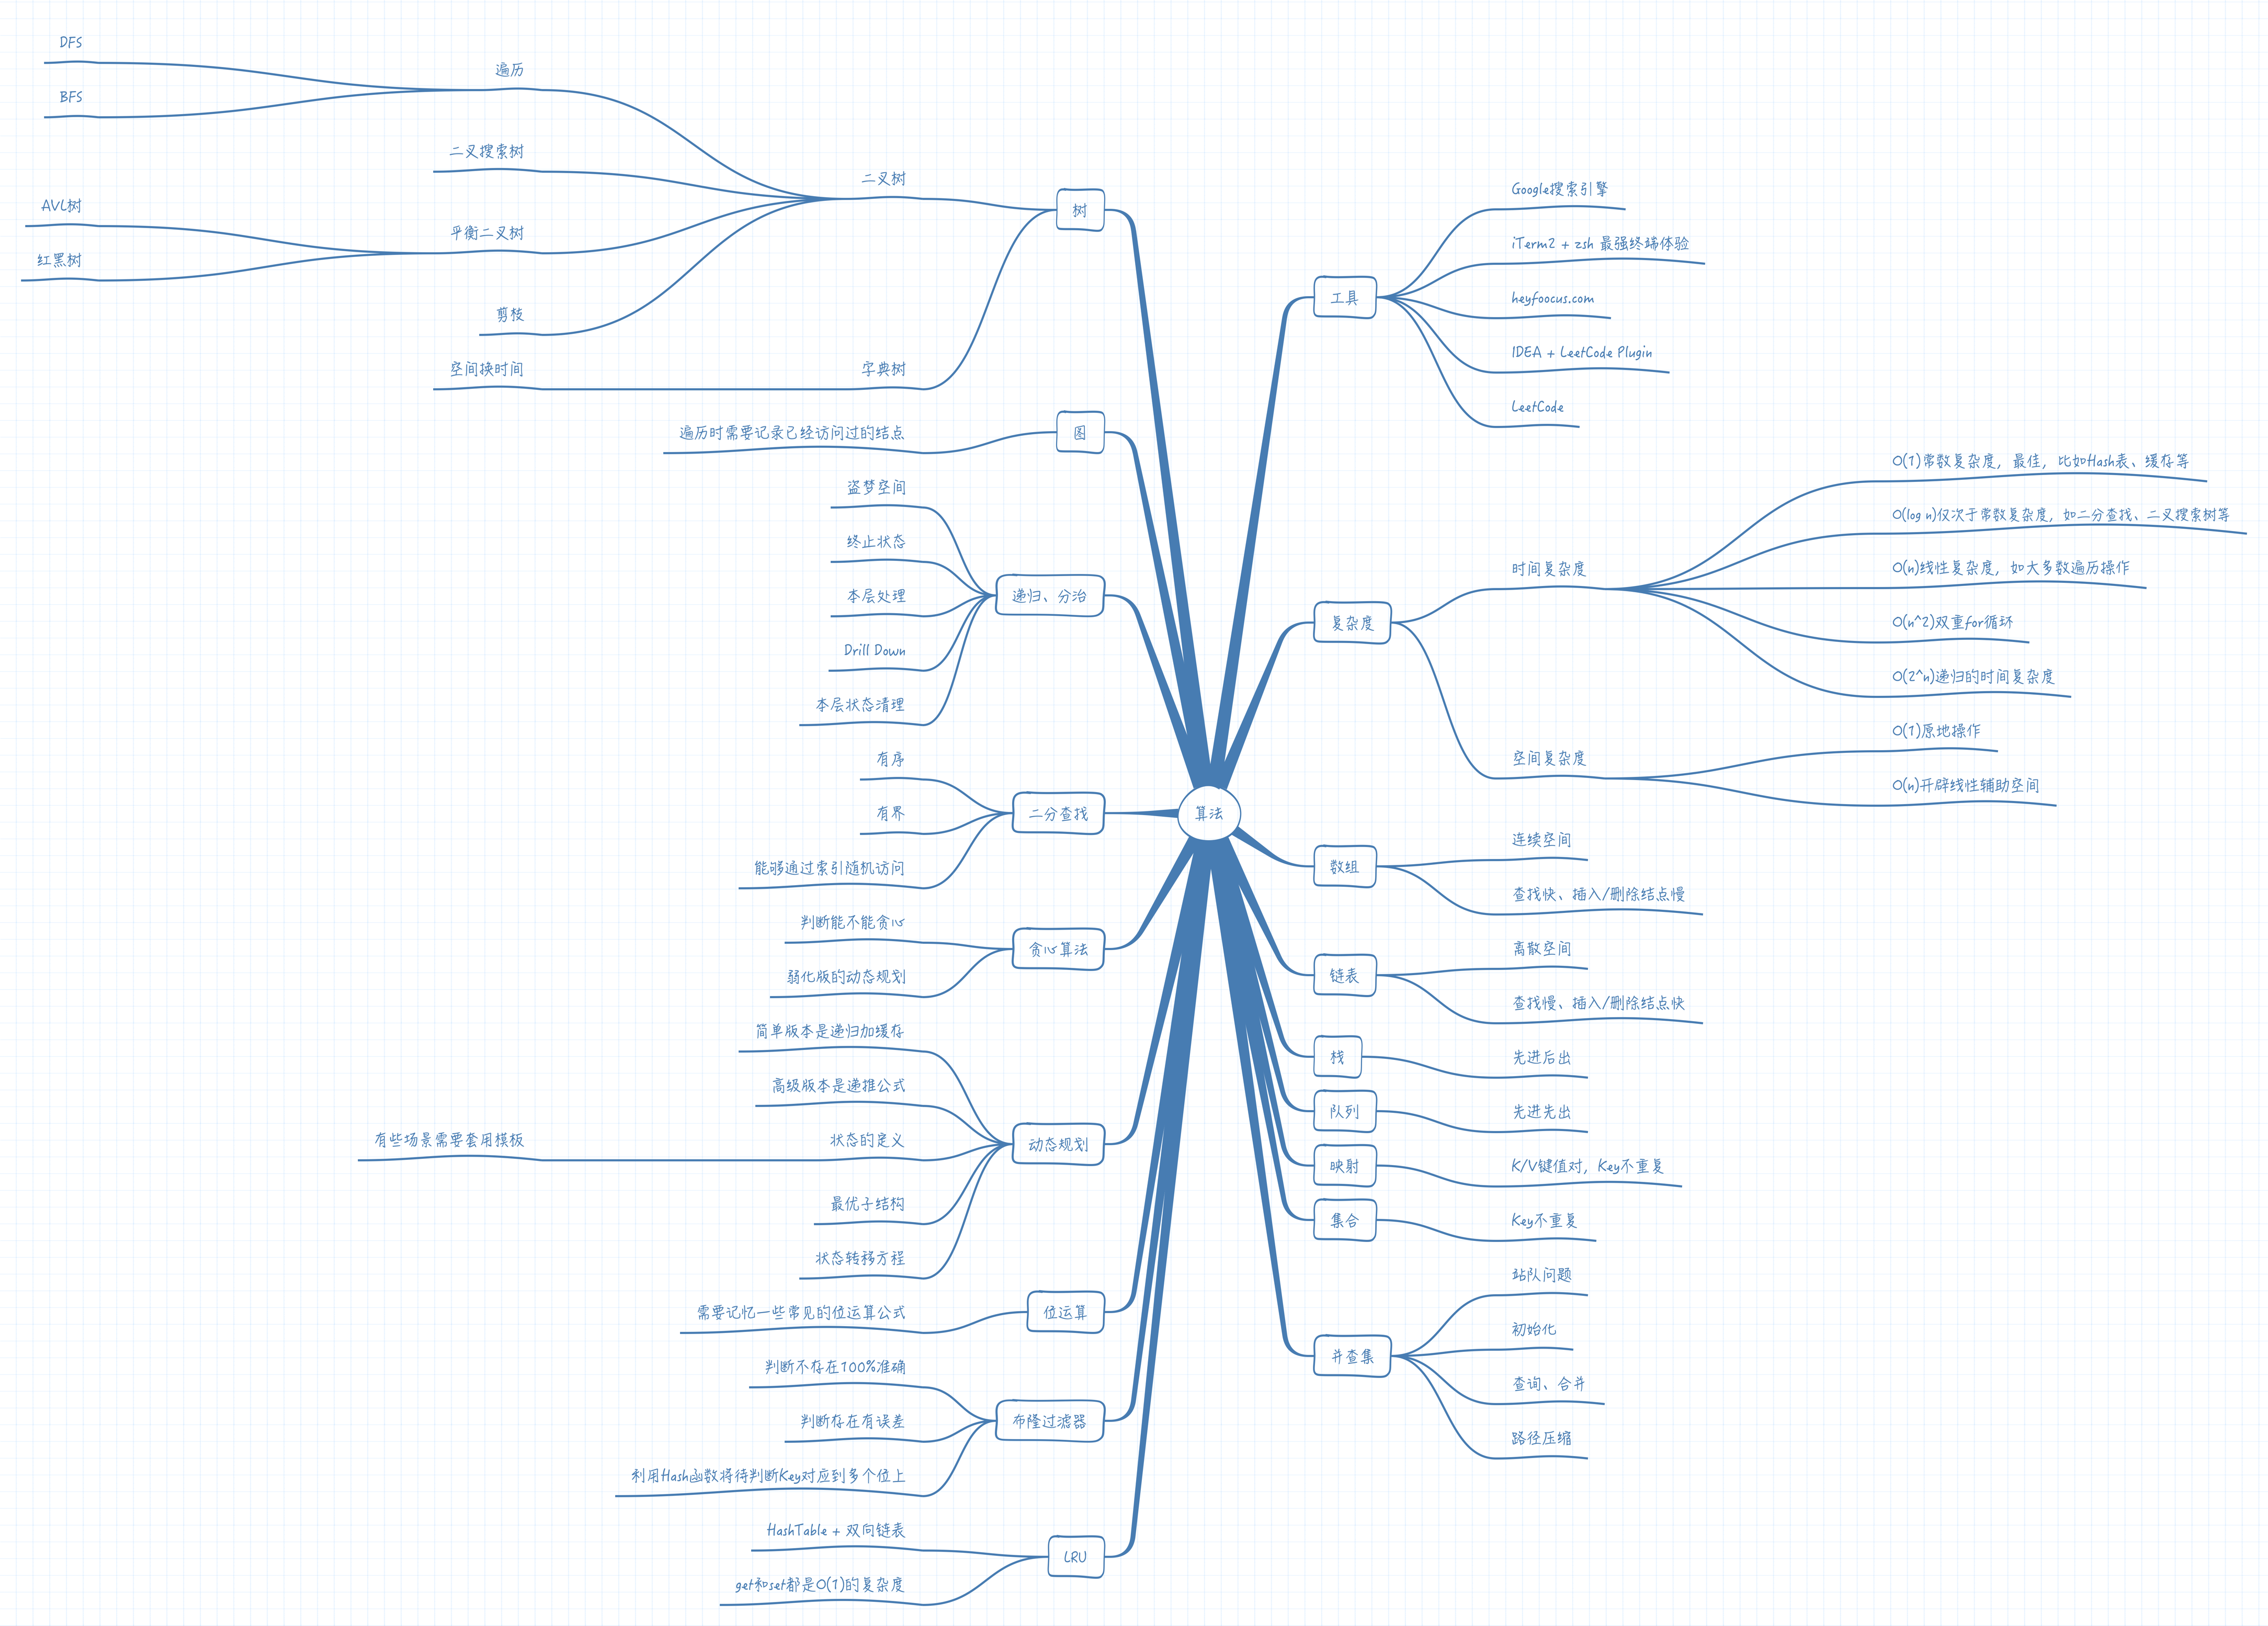 算法
工具
Google搜索引擎
iTerm2 + zsh 最强终端体验
heyfoocus.com
IDEA + LeetCode Plugin
LeetCode
复杂度
时间复杂度
O(1)常数复杂度，最佳，比如Hash表、缓存等
O(log n)仅次于常数复杂度，如二分查找、二叉搜索树等
O(n)线性复杂度，如大多数遍历操作
O(n^2)双重for循环
O(2^n)递归的时间复杂度
空间复杂度
O(1)原地操作
O(n)开辟线性辅助空间
数组
连续空间
查找快、插入/删除结点慢
链表
离散空间
查找慢、插入/删除结点快
栈
先进后出
队列
先进先出
映射
K/V键值对，Key不重复
集合
Key不重复
并查集
站队问题
初始化
查询、合并
路径压缩
树
二叉树
遍历
DFS
BFS
二叉搜索树
平衡二叉树
AVL树
红黑树
剪枝
字典树
空间换时间
图
遍历时需要记录已经访问过的结点
递归、分治
盗梦空间
终止状态
本层处理
Drill Down
本层状态清理
二分查找
有序
有界
能够通过索引随机访问
贪心算法
判断能不能贪心
弱化版的动态规划
动态规划
简单版本是递归加缓存
高级版本是递推公式
状态的定义
有些场景需要套用模板
最优子结构
状态转移方程
位运算
需要记忆一些常见的位运算公式
布隆过滤器
判断不存在100%准确
判断存在有误差
利用Hash函数将待判断Key对应到多个位上
LRU
HashTable + 双向链表
get和set都是O(1)的复杂度